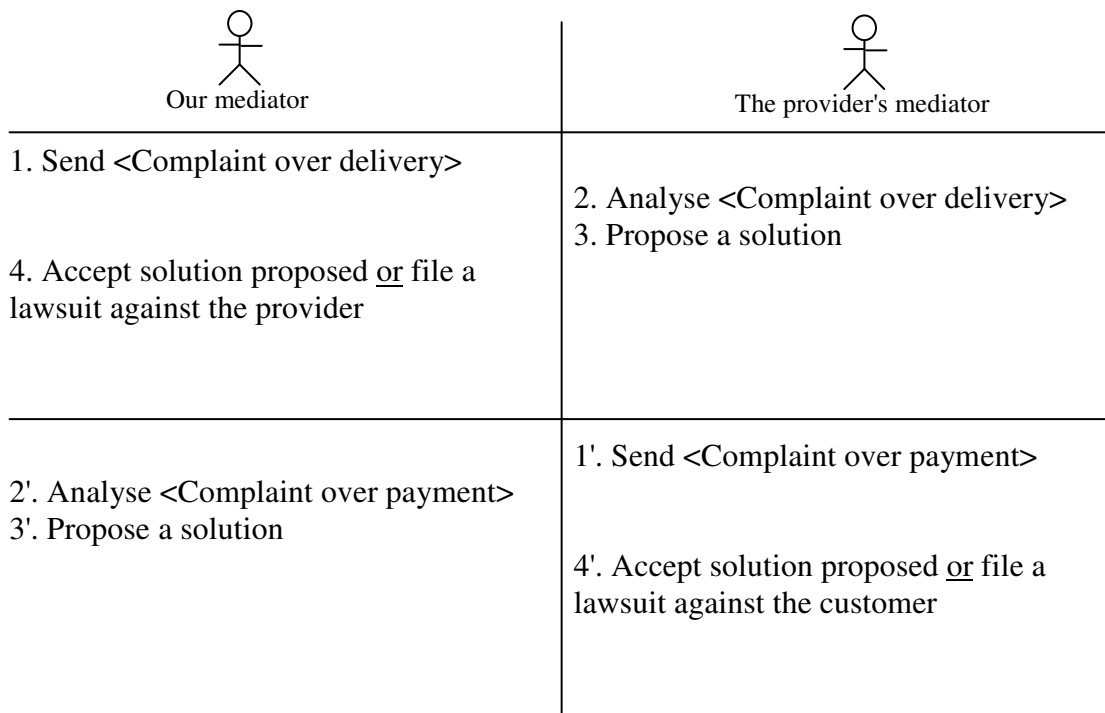 Our mediator
The provider's mediator
1. Send <Complaint over delivery>
2. Analyse <Complaint over delivery>
3. Propose a solution
4. Accept solution proposed or file a
lawsuit against the provider
1'. Send <Complaint over payment>
2'. Analyse <Complaint over payment>
3'. Propose a solution
4'. Accept solution proposed or file a
lawsuit against the customer